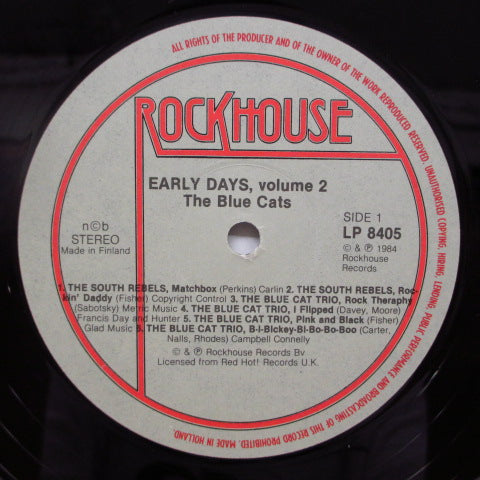 ALL RIGHTS OF THE PRODUCER AND OF THE OWNER OF THE WORK REPRODUCED RESERVED. UNAUTHORISED COPYING, HIRING, LENDING, PUBLIC PERFORMANCE AND BROADCASTING OF THIS RECORD PROHIBITED. MADE IN HOLLAND.
ROCKHOUSE
EARLY DAYS, volume 2
The Blue Cats
n©b
STEREO
Made in Finland
SIDE 1
LP 8405
© & ℗ 1984
Rockhouse
Records
1. THE SOUTH REBELS, Matchbox (Perkins) Carlin 2. THE SOUTH REBELS, Roc-
kin' Daddy (Fisher) Copyright Control 3. THE BLUE CAT TRIO, Rock Theraphy
(Sabotsky) Metric Music 4. THE BLUE CAT TRIO, I Flipped (Davey, Moore)
Francis Day and Hunter 5. THE BLUE CAT TRIO, Pink and Black (Fisher)
Glad Music 6. THE BLUE CAT TRIO, B-I-Bickey-Bi-Bo-Bo-Boo (Carter,
Nalls, Rhodes) Campbell Connelly
© & ℗ Rockhouse Records Bv.
Licensed from Red Hot! Records U.K.